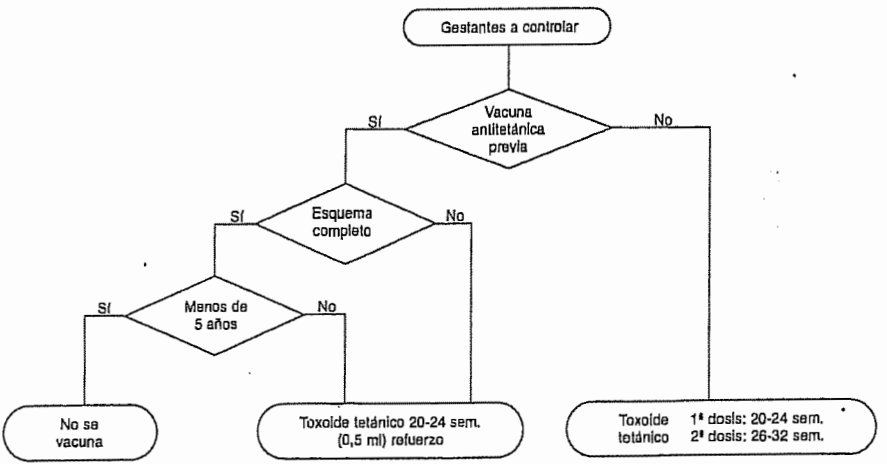 Gestantes a controlar
Vacuna
antitetánica
previa
Sí
No
Esquema
completo
Sí
No
Menos de
5 años
Sí
No
No se
vacuna
Toxoide tetánico 20-24 sem.
(0,5 ml) refuerzo
Toxoide 1ª dosis: 20-24 sem.
tetánico 2ª dosis: 26-32 sem.